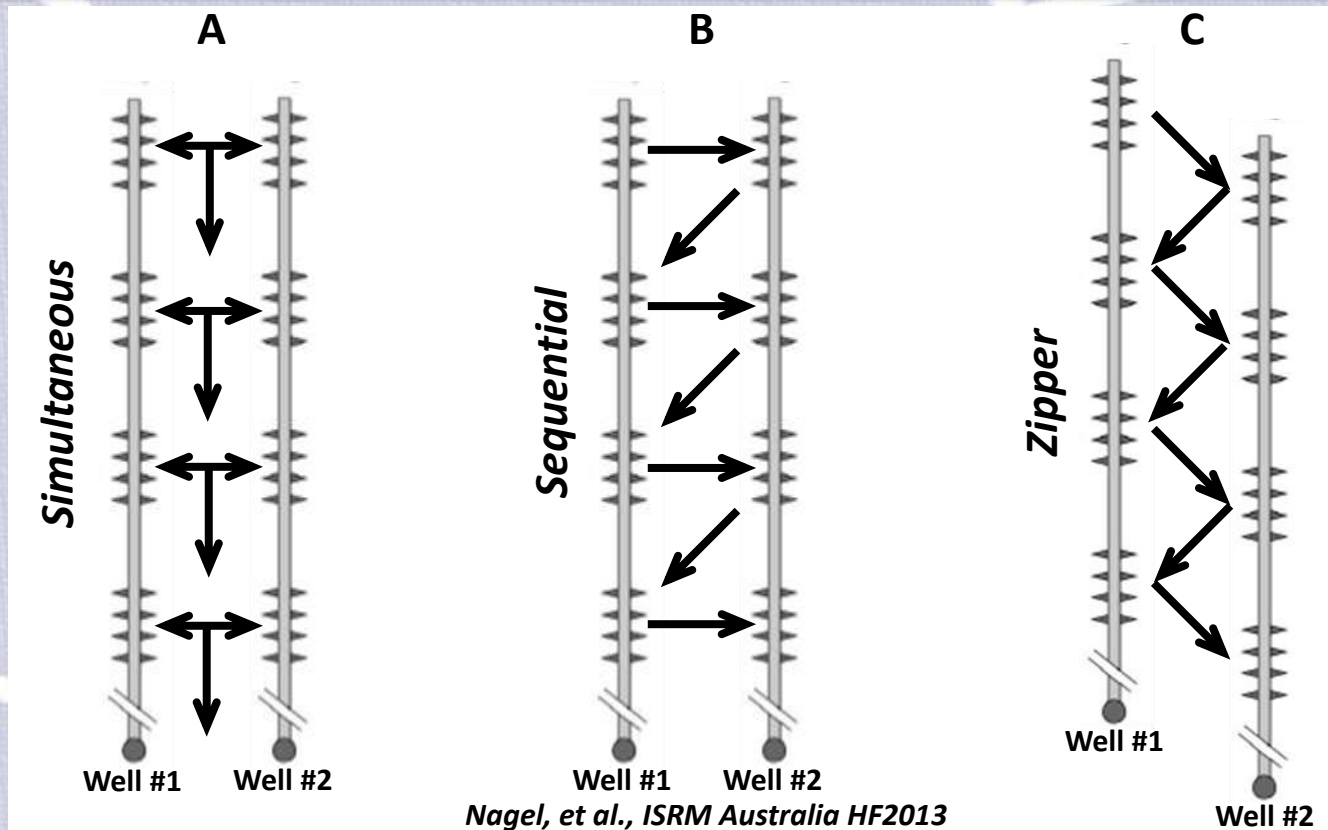 A
B
C
Simultaneous
Sequential
Zipper
Well #1
Well #2
Well #1
Well #2
Well #1
Well #2
Nagel, et al., ISRM Australia HF2013